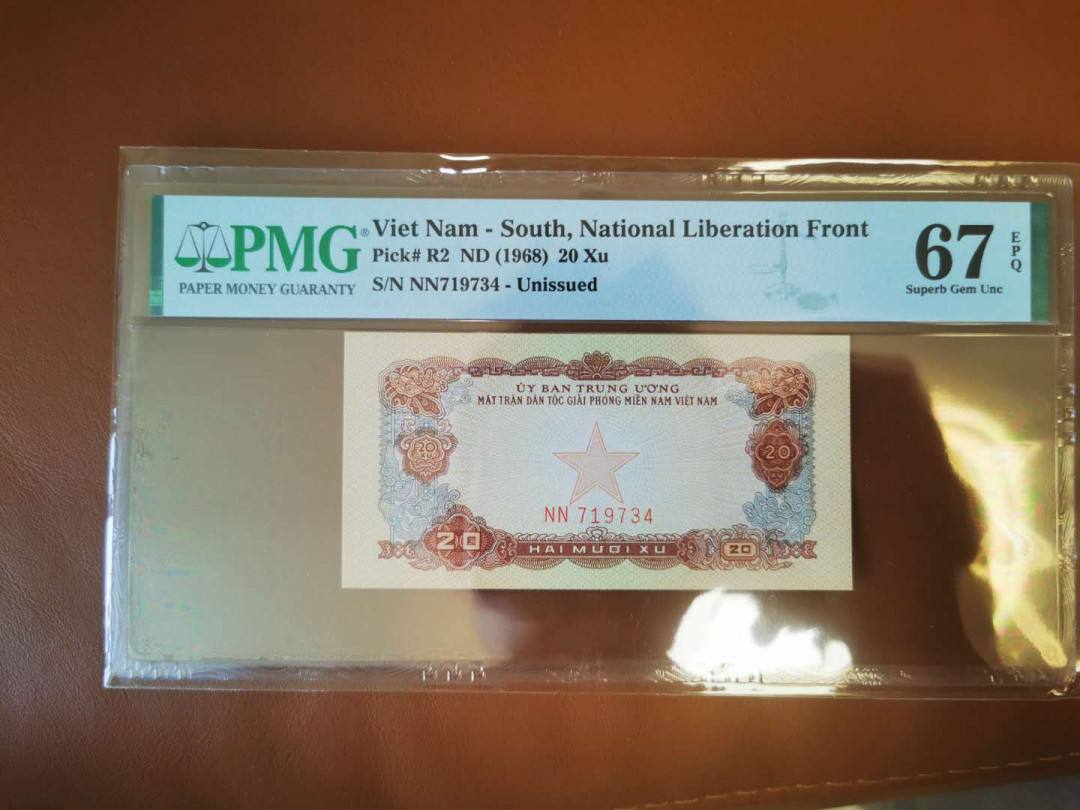 PMG®
PAPER MONEY GUARANTY
Viet Nam - South, National Liberation Front
Pick# R2 ND (1968) 20 Xu
S/N NN719734 - Unissued
67
EPQ
Superb Gem Unc
ỦY BAN TRUNG ƯƠNG
MẶT TRẬN DÂN TỘC GIẢI PHÓNG MIỀN NAM VIỆT NAM
20
XU
20
NN 719734
20
HAI MƯƠI XU
20